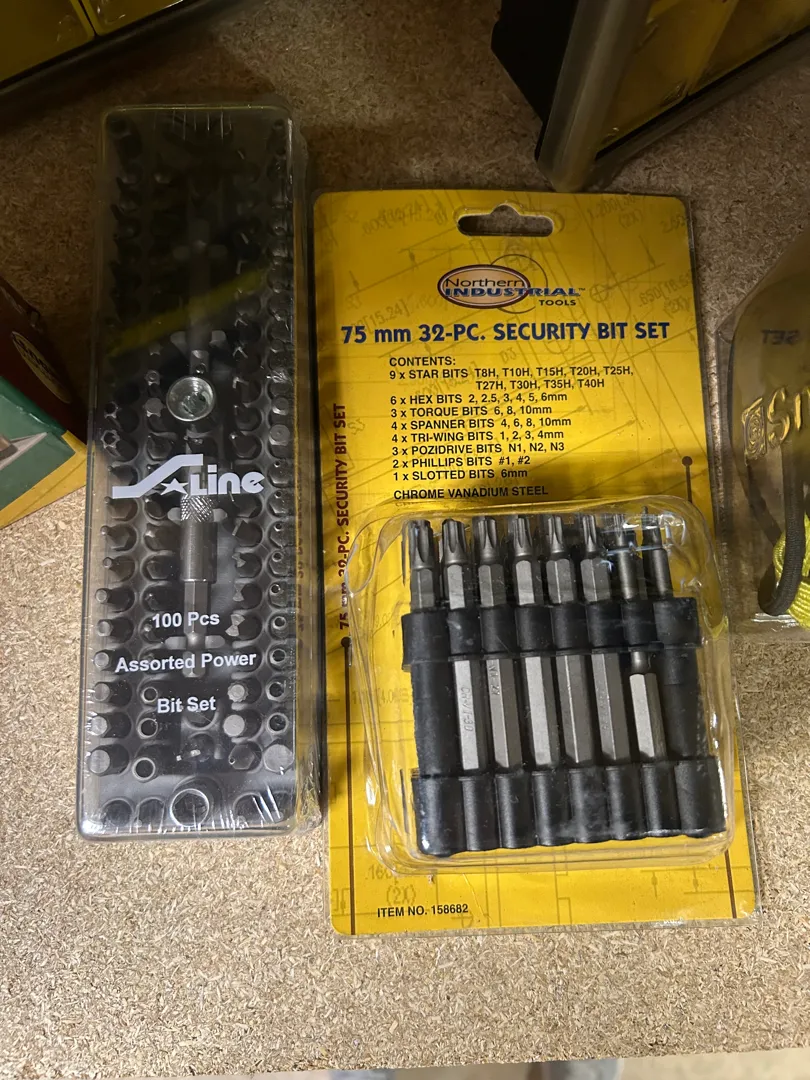 S Line
100 Pcs
Assorted Power
Bit Set
Northern
INDUSTRIAL™
TOOLS
75 mm 32-PC. SECURITY BIT SET
CONTENTS:
9 x STAR BITS T8H, T10H, T15H, T20H, T25H,
T27H, T30H, T35H, T40H
6 x HEX BITS 2, 2.5, 3, 4, 5, 6mm
3 x TORQUE BITS 6, 8, 10mm
4 x SPANNER BITS 4, 6, 8, 10mm
4 x TRI-WING BITS 1, 2, 3, 4mm
3 x POZIDRIVE BITS N1, N2, N3
2 x PHILLIPS BITS #1, #2
1 x SLOTTED BITS 6mm
CHROME VANADIUM STEEL
75 mm 32-PC. SECURITY BIT SET
ITEM NO. 158682
(2X)
SET